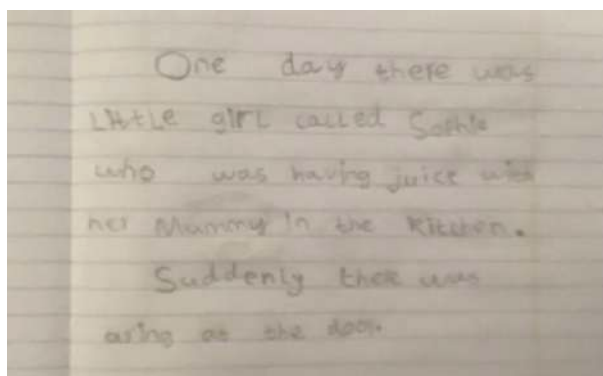 One day there was
LittLe girL caLLed Sophie
who was having juice with
her Mummy in the Kitchen.
Suddenly there was
aring at the door.